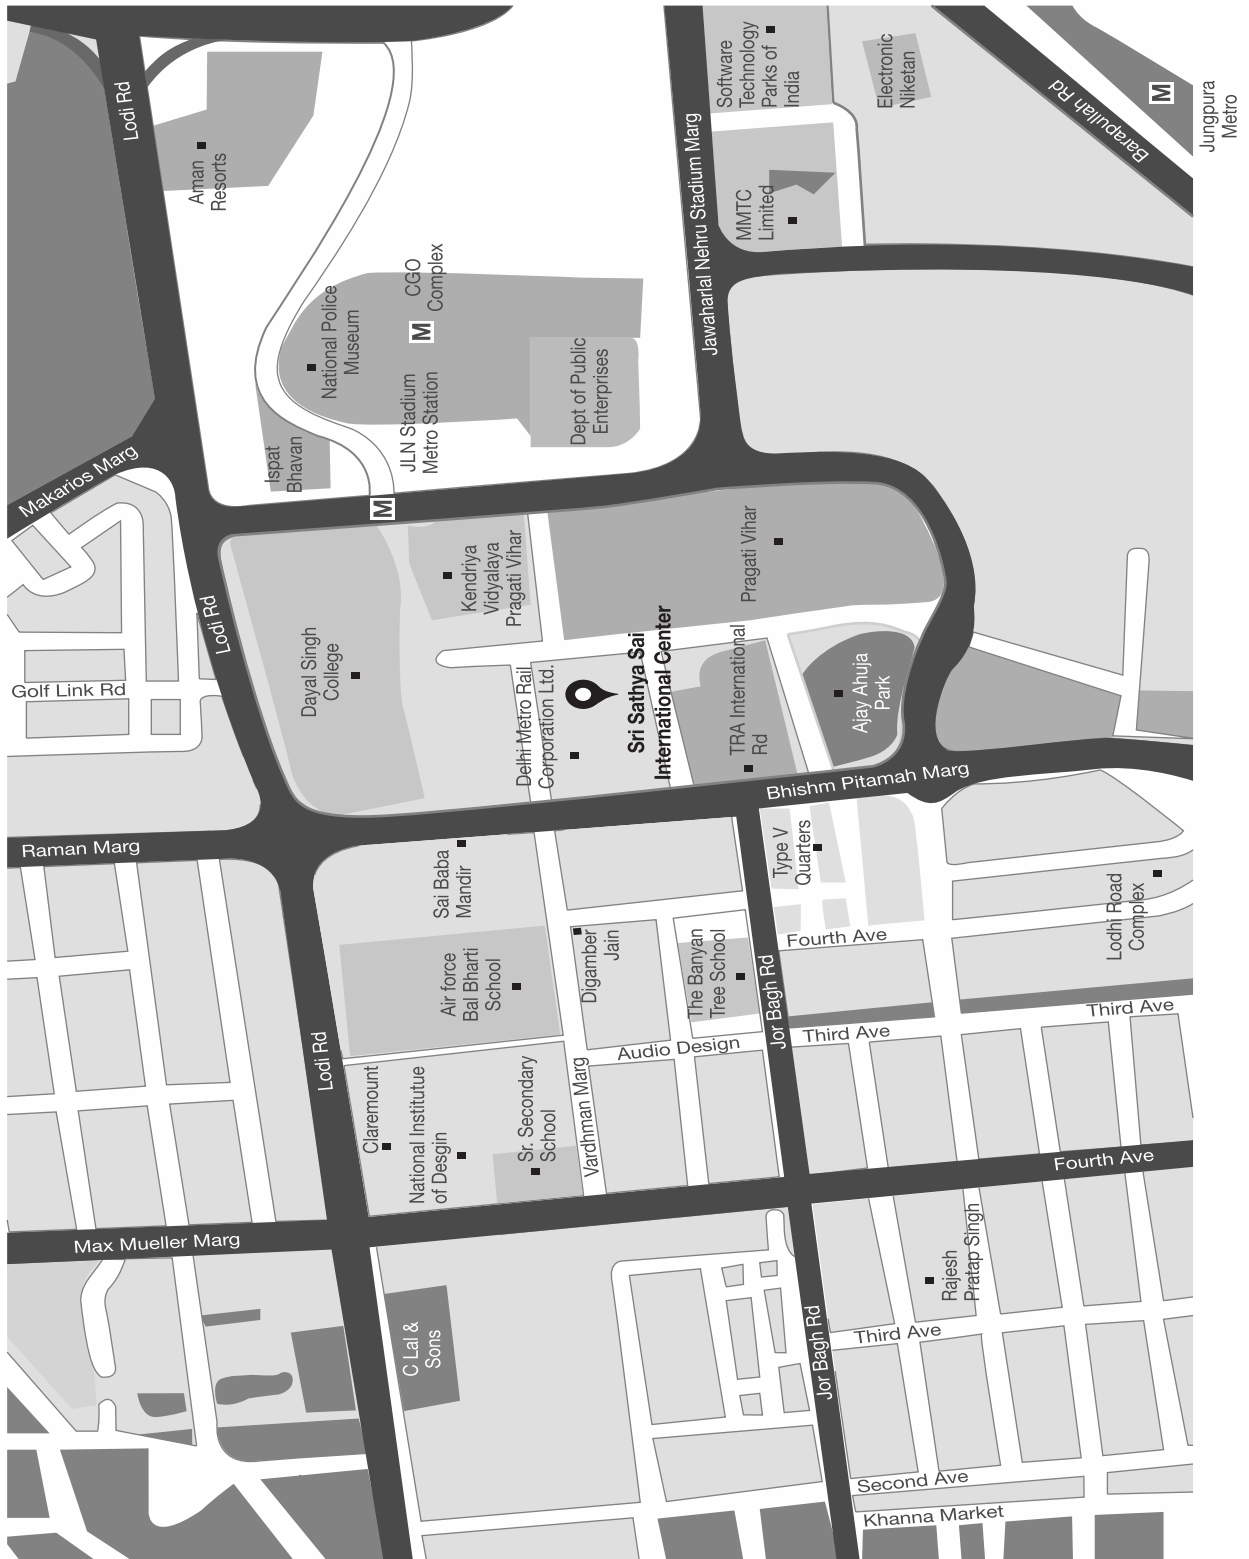 Lodi Rd
Aman
Resorts
Software
Technology
Parks of
India
Electronic
Niketan
Barapullah Rd
M
Jungpura
Metro
Jawaharlal Nehru Stadium Marg
MMTC
Limited
National Police
Museum
CGO
Complex
M
JLN Stadium
Metro Station
Dept of Public
Enterprises
Ispat
Bhavan
M
Makarios Marg
Lodi Rd
Golf Link Rd
Dayal Singh
College
Kendriya
Vidyalaya
Pragati Vihar
Pragati Vihar
Delhi Metro Rail
Corporation Ltd.
Sri Sathya Sai
International Center
TRA International
Rd
Ajay Ahuja
Park
Bhishm Pitamah Marg
Raman Marg
Sai Baba
Mandir
Type V
Quarters
Air force
Bal Bharti
School
Digamber
Jain
The Banyan
Tree School
Fourth Ave
Lodhi Road
Complex
Jor Bagh Rd
Third Ave
Third Ave
Audio Design
Lodi Rd
Claremount
National Institutue
of Desgin
Sr. Secondary
School
Vardhman Marg
Fourth Ave
Max Mueller Marg
Rajesh
Pratap Singh
C Lal &
Sons
Jor Bagh Rd
Third Ave
Second Ave
Khanna Market